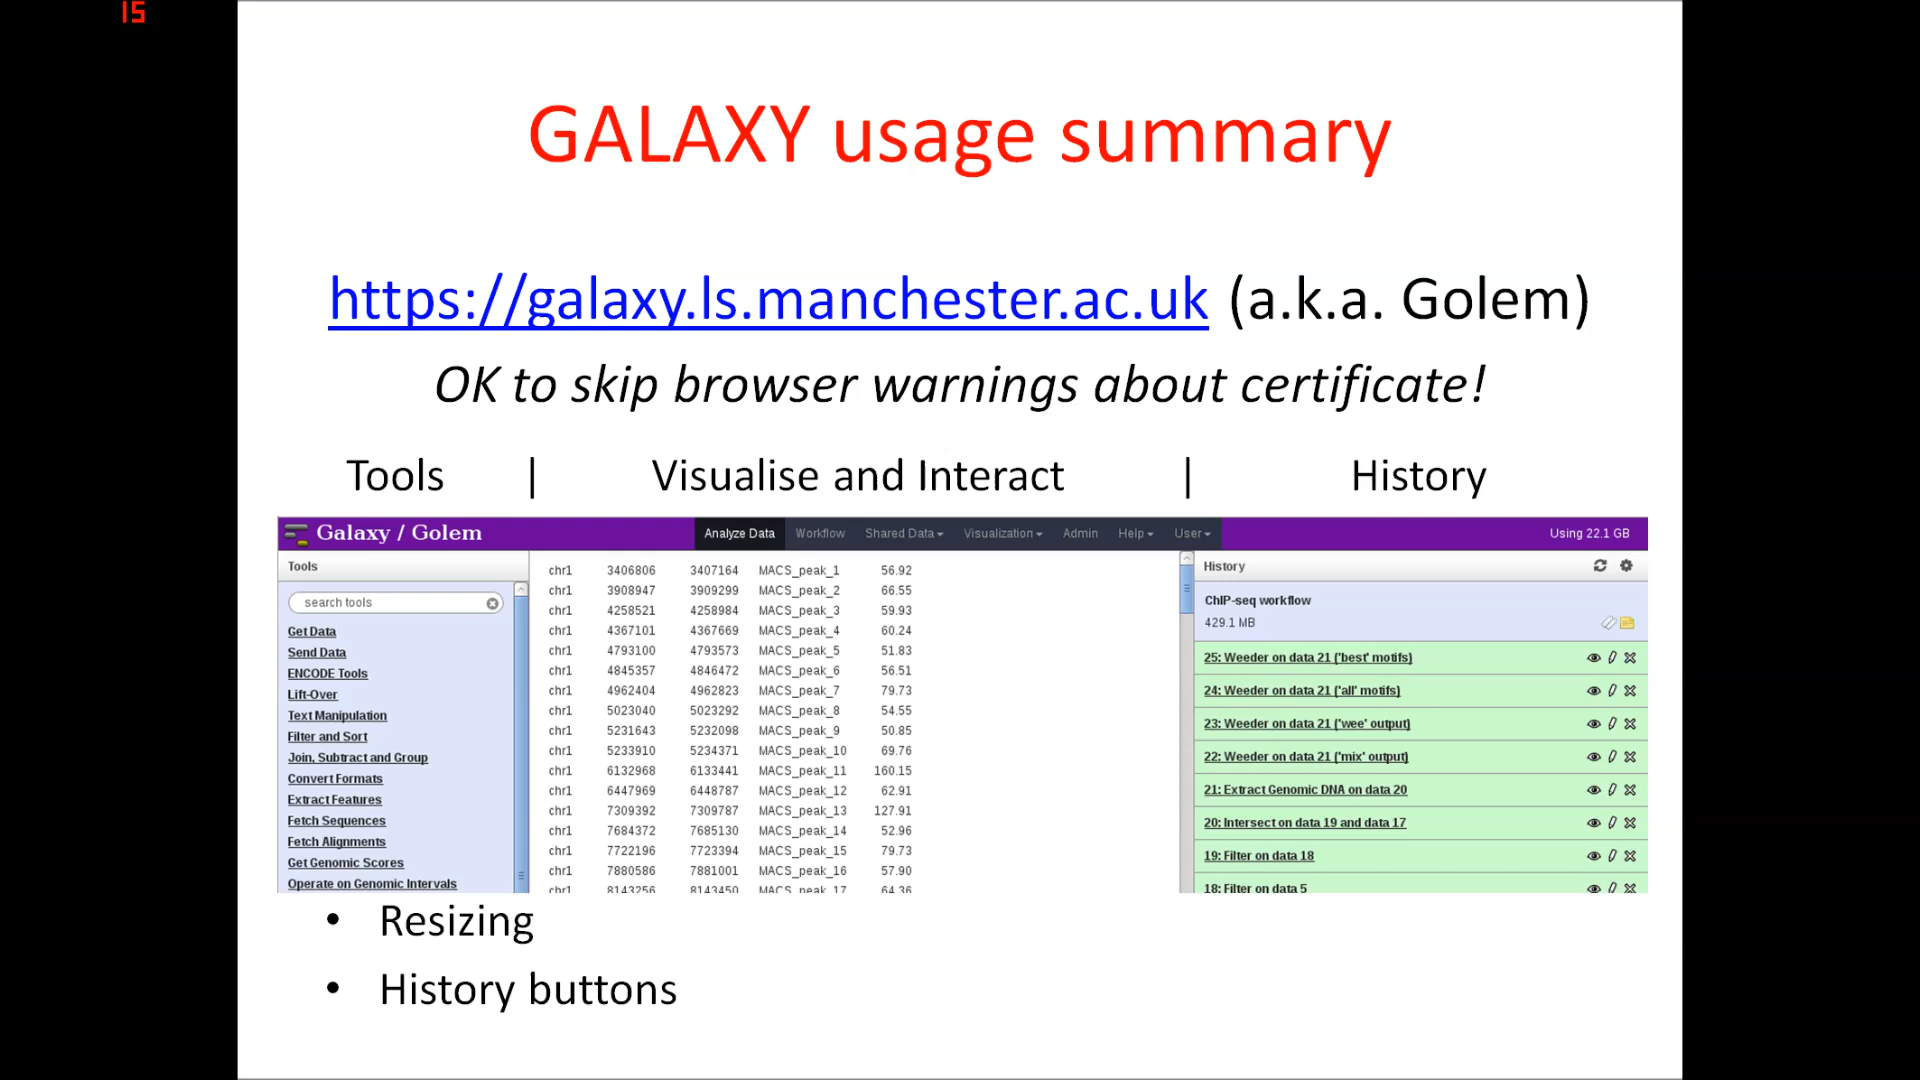 15
GALAXY usage summary
https://galaxy.ls.manchester.ac.uk (a.k.a. Golem)
OK to skip browser warnings about certificate!
Tools | Visualise and Interact | History
Galaxy / Golem Analyze Data Workflow Shared Data Visualization Admin Help User Using 22.1 GB
Tools
search tools
Get Data
Send Data
ENCODE Tools
Lift-Over
Text Manipulation
Filter and Sort
Join, Subtract and Group
Convert Formats
Extract Features
Fetch Sequences
Fetch Alignments
Get Genomic Scores
Operate on Genomic Intervals
chr1 3406806 3407164 MACS_peak_1 56.92
chr1 3908947 3909299 MACS_peak_2 66.55
chr1 4258521 4258984 MACS_peak_3 59.93
chr1 4367101 4367669 MACS_peak_4 60.24
chr1 4793100 4793573 MACS_peak_5 51.83
chr1 4845357 4846472 MACS_peak_6 56.51
chr1 4962404 4962823 MACS_peak_7 79.73
chr1 5023040 5023292 MACS_peak_8 54.55
chr1 5231643 5232098 MACS_peak_9 50.85
chr1 5233910 5234371 MACS_peak_10 69.76
chr1 6132968 6133441 MACS_peak_11 160.15
chr1 6447969 6448787 MACS_peak_12 62.91
chr1 7309392 7309787 MACS_peak_13 127.91
chr1 7684372 7685130 MACS_peak_14 52.96
chr1 7722196 7723394 MACS_peak_15 79.73
chr1 7880586 7881001 MACS_peak_16 57.90
chr1 8143256 8143450 MACS_peak_17 64.36
History
ChIP-seq workflow
429.1 MB
25: Weeder on data 21 ('best' motifs)
24: Weeder on data 21 ('all' motifs)
23: Weeder on data 21 ('wee' output)
22: Weeder on data 21 ('mix' output)
21: Extract Genomic DNA on data 20
20: Intersect on data 19 and data 17
19: Filter on data 18
18: Filter on data 5
• Resizing
• History buttons